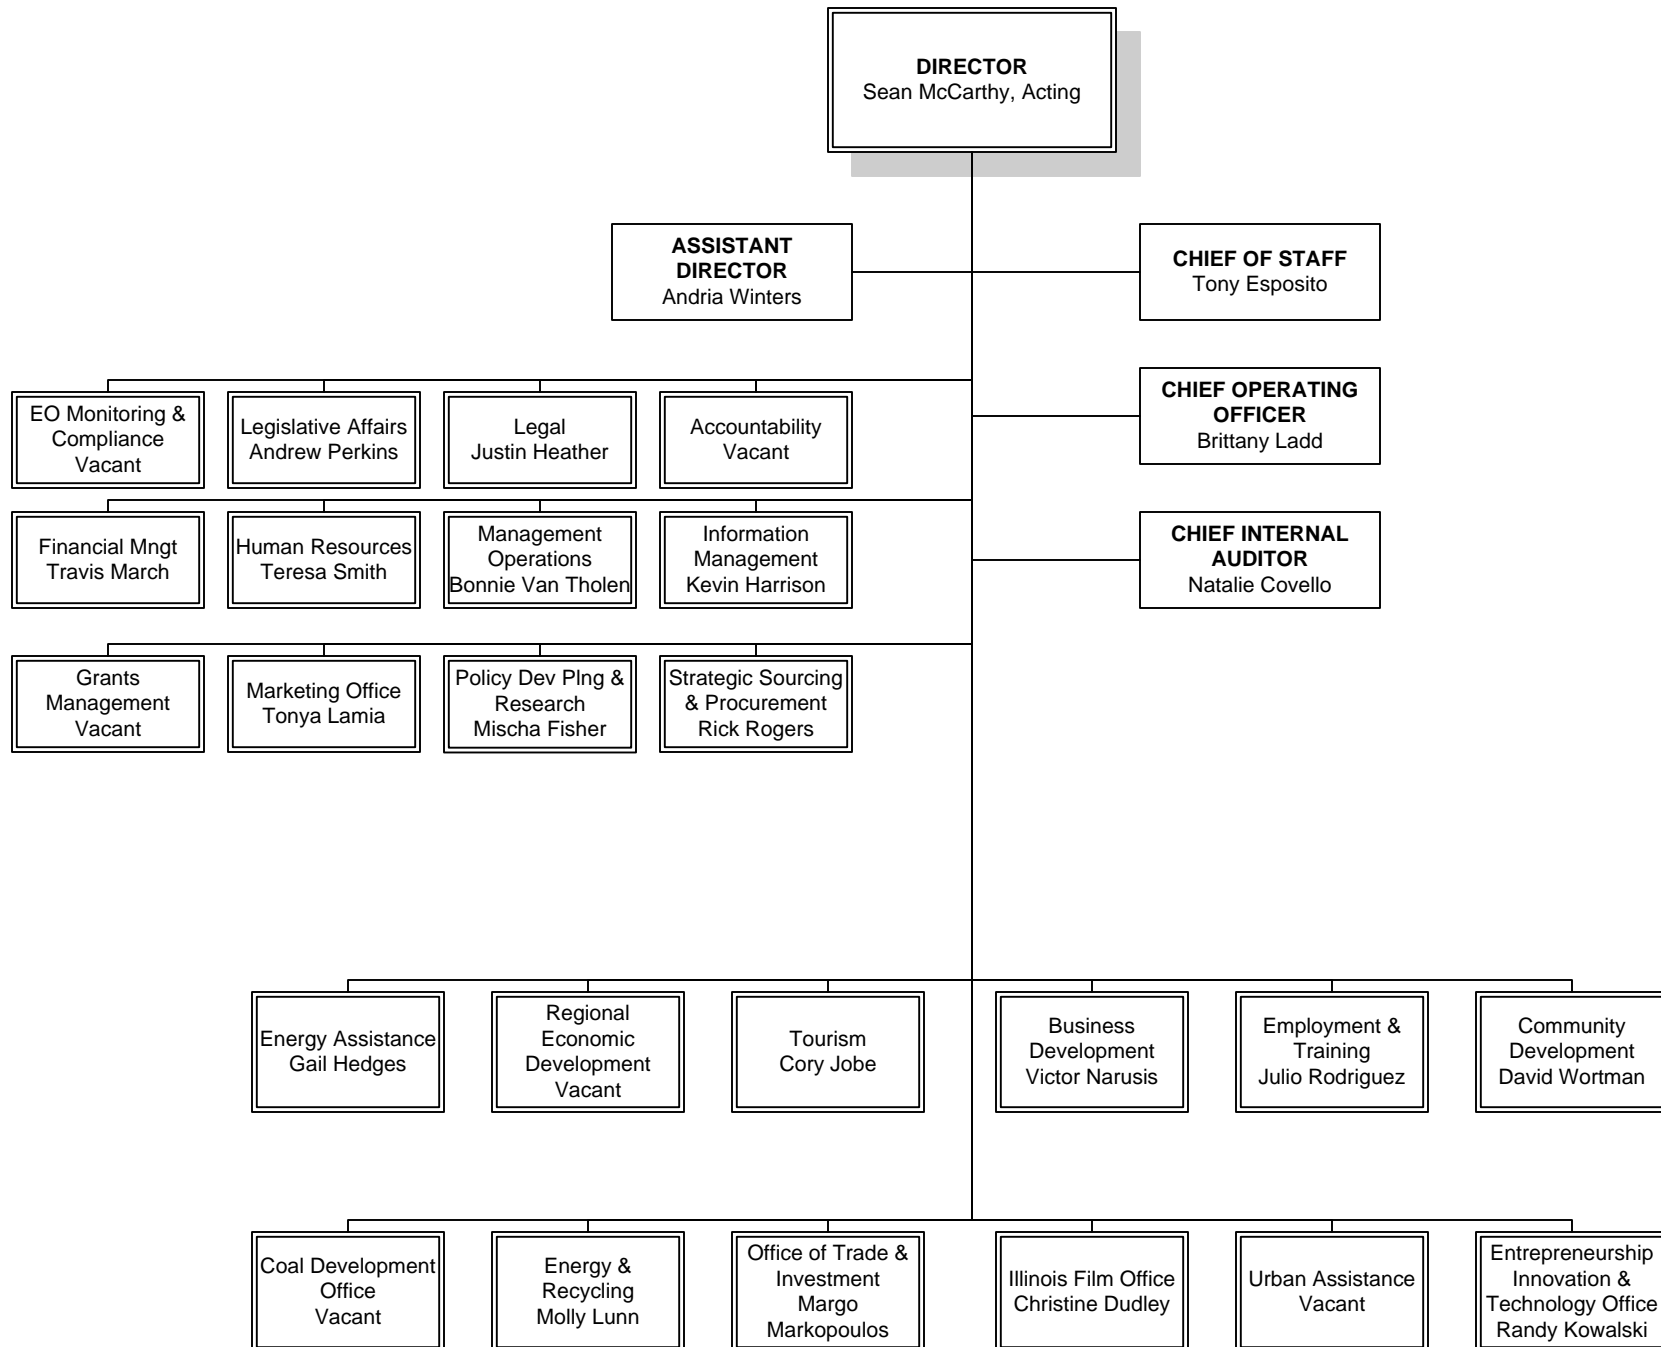 DIRECTOR
Sean McCarthy, Acting
ASSISTANT
DIRECTOR
Andria Winters
CHIEF OF STAFF
Tony Esposito
EO Monitoring &
Compliance
Vacant
Legislative Affairs
Andrew Perkins
Legal
Justin Heather
Accountability
Vacant
CHIEF OPERATING
OFFICER
Brittany Ladd
Financial Mngt
Travis March
Human Resources
Teresa Smith
Management
Operations
Bonnie Van Tholen
Information
Management
Kevin Harrison
CHIEF INTERNAL
AUDITOR
Natalie Covello
Grants
Management
Vacant
Marketing Office
Tonya Lamia
Policy Dev Plng &
Research
Mischa Fisher
Strategic Sourcing
& Procurement
Rick Rogers
Energy Assistance
Gail Hedges
Regional
Economic
Development
Vacant
Tourism
Cory Jobe
Business
Development
Victor Narusis
Employment &
Training
Julio Rodriguez
Community
Development
David Wortman
Coal Development
Office
Vacant
Energy &
Recycling
Molly Lunn
Office of Trade &
Investment
Margo
Markopoulos
Illinois Film Office
Christine Dudley
Urban Assistance
Vacant
Entrepreneurship
Innovation &
Technology Office
Randy Kowalski